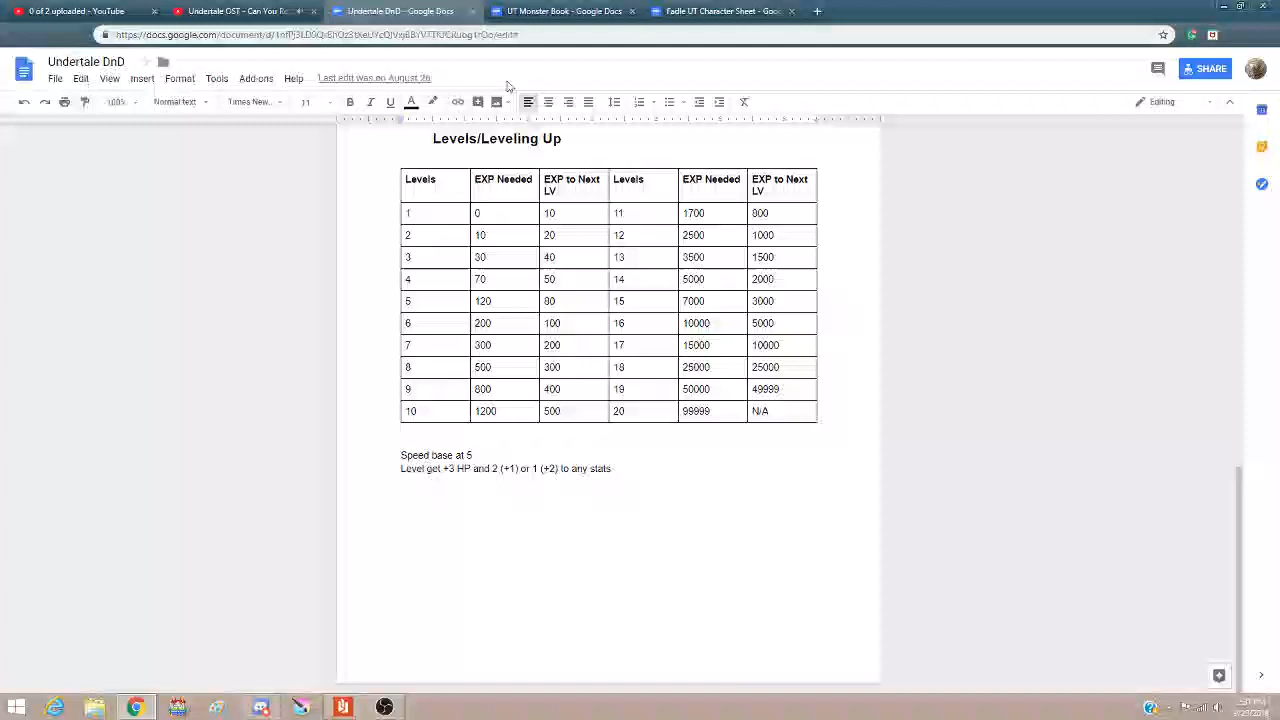 0 of 2 uploaded - YouTube
Undertale OST - Can You R
Undertale DnD - Google Docs
UT Monster Book - Google Docs
Fadle UT Character Sheet - Goo
Undertale DnD
File Edit View Insert Format Tools Add-ons Help Last edit was on August 26
SHARE
100% Normal text Times New... 11 B I U A Editing
Levels/Leveling Up
Levels EXP Needed EXP to Next LV Levels EXP Needed EXP to Next LV
1 0 10 11 1700 800
2 10 20 12 2500 1000
3 30 40 13 3500 1500
4 70 50 14 5000 2000
5 120 80 15 7000 3000
6 200 100 16 10000 5000
7 300 200 17 15000 10000
8 500 300 18 25000 25000
9 800 400 19 50000 49999
10 1200 500 20 99999 N/A
Speed base at 5
Level get +3 HP and 2 (+1) or 1 (+2) to any stats